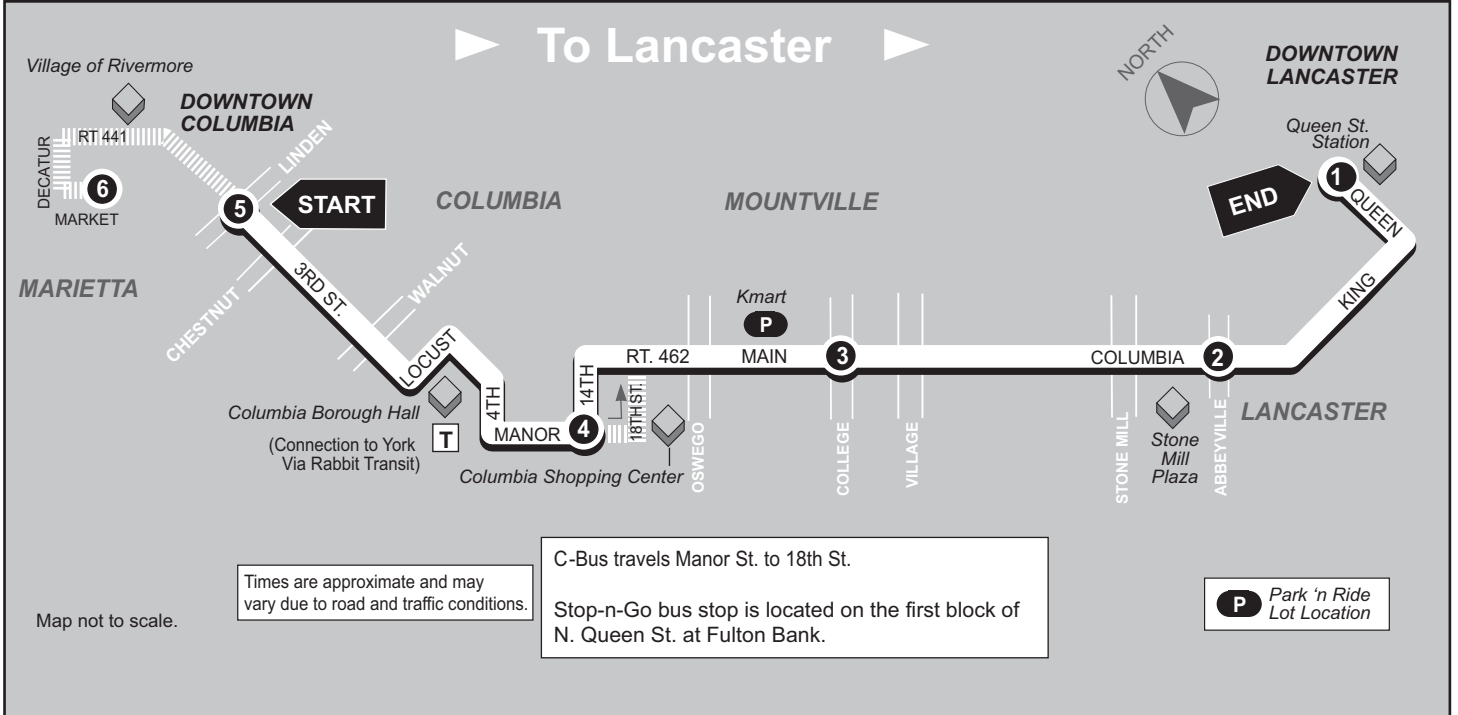 To Lancaster
NORTH
DOWNTOWN
LANCASTER
Queen St.
Station
1
END
QUEEN
KING
Village of Rivermore
DOWNTOWN
COLUMBIA
RT 441
DECATUR
6
MARKET
LINDEN
5
START
COLUMBIA
MOUNTVILLE
MARIETTA
CHESTNUT
3RD ST.
WALNUT
LOCUST
Columbia Borough Hall
T
(Connection to York
Via Rabbit Transit)
4TH
MANOR
4
14TH
18TH ST.
Columbia Shopping Center
RT. 462
OSWEGO
Kmart
P
MAIN
3
COLLEGE
VILLAGE
COLUMBIA
STONE MILL
2
ABBEYVILLE
Stone
Mill
Plaza
LANCASTER
Map not to scale.
Times are approximate and may
vary due to road and traffic conditions.
C-Bus travels Manor St. to 18th St.
Stop-n-Go bus stop is located on the first block of
N. Queen St. at Fulton Bank.
P
Park ‘n Ride
Lot Location